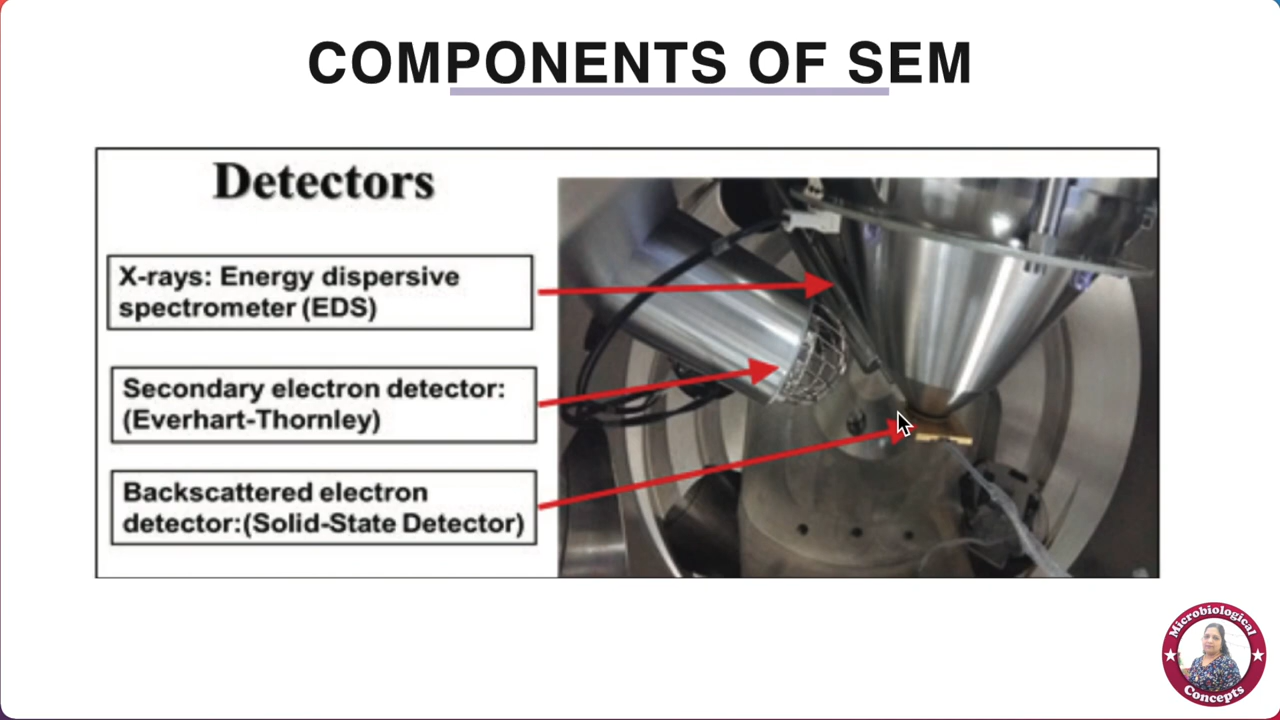 COMPONENTS OF SEM
Detectors
X-rays: Energy dispersive
spectrometer (EDS)
Secondary electron detector:
(Everhart-Thornley)
Backscattered electron
detector:(Solid-State Detector)
Microbiological
Concepts